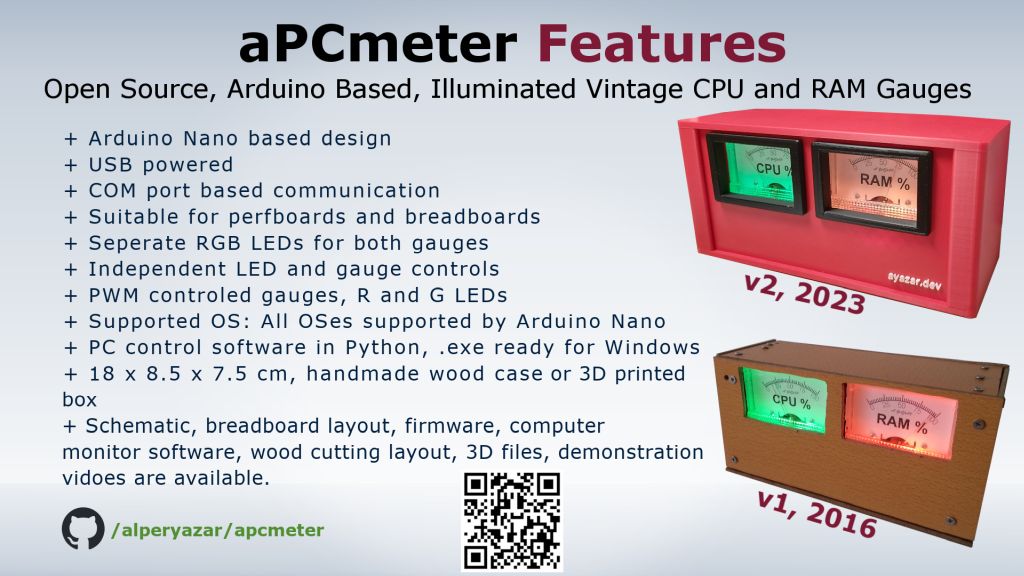 aPCmeter Features
Open Source, Arduino Based, Illuminated Vintage CPU and RAM Gauges
+ Arduino Nano based design
+ USB powered
+ COM port based communication
+ Suitable for perfboards and breadboards
+ Seperate RGB LEDs for both gauges
+ Independent LED and gauge controls
+ PWM controled gauges, R and G LEDs
+ Supported OS: All OSes supported by Arduino Nano
+ PC control software in Python, .exe ready for Windows
+ 18 x 8.5 x 7.5 cm, handmade wood case or 3D printed
box
+ Schematic, breadboard layout, firmware, computer
monitor software, wood cutting layout, 3D files, demonstration
vidoes are available.
/alperyazar/apcmeter
CPU %
RAM %
ayazar.dev
v2, 2023
CPU %
RAM %
v1, 2016